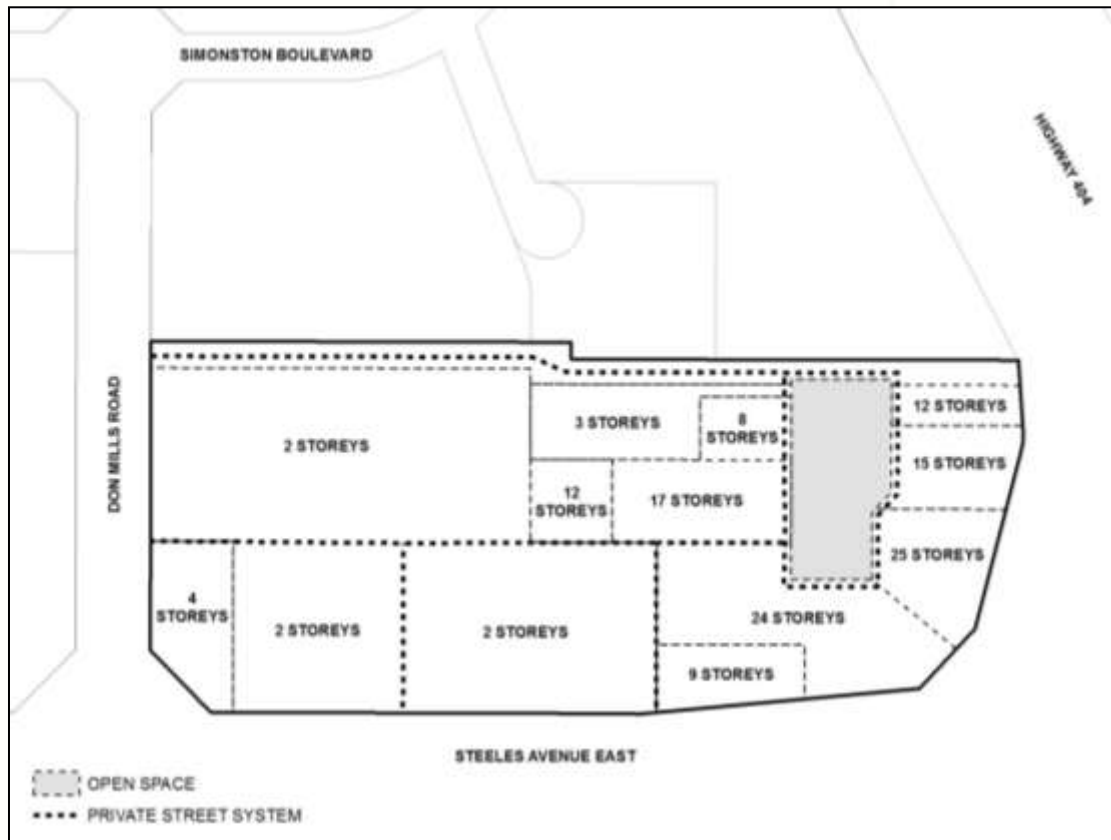 SIMONSTON BOULEVARD
HIGHWAY 404
DON MILLS ROAD
2 STOREYS
3 STOREYS
8
STOREYS
12 STOREYS
15 STOREYS
12
STOREYS
17 STOREYS
25 STOREYS
4
STOREYS
2 STOREYS
2 STOREYS
24 STOREYS
9 STOREYS
STEELES AVENUE EAST
OPEN SPACE
PRIVATE STREET SYSTEM